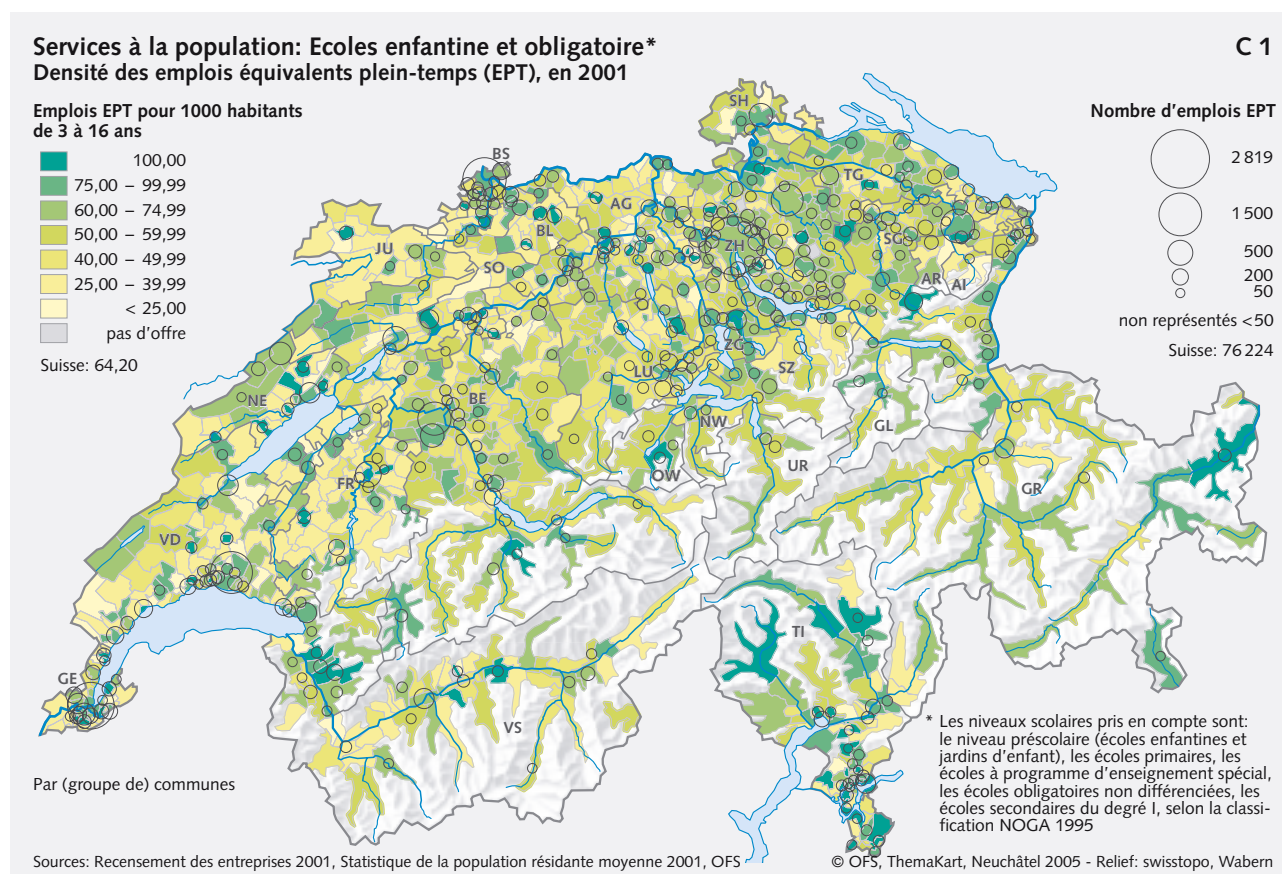 Services à la population: Ecoles enfantine et obligatoire*
Densité des emplois équivalents plein-temps (EPT), en 2001
C 1
Emplois EPT pour 1000 habitants
de 3 à 16 ans
100,00
75,00 – 99,99
60,00 – 74,99
50,00 – 59,99
40,00 – 49,99
25,00 – 39,99
< 25,00
pas d'offre
Suisse: 64,20
Nombre d'emplois EPT
2 819
1 500
500
200
50
non représentés <50
Suisse: 76 224
SH
BS
TG
AG
BL
JU
ZH
SG
SO
AR
AI
ZG
LU
SZ
NE
BE
NW
GL
OW
UR
FR
GR
VD
TI
GE
VS
* Les niveaux scolaires pris en compte sont:
le niveau préscolaire (écoles enfantines et
jardins d'enfant), les écoles primaires, les
écoles à programme d'enseignement spécial,
les écoles obligatoires non différenciées, les
écoles secondaires du degré I, selon la classi-
fication NOGA 1995
Par (groupe de) communes
Sources: Recensement des entreprises 2001, Statistique de la population résidante moyenne 2001, OFS
© OFS, ThemaKart, Neuchâtel 2005 - Relief: swisstopo, Wabern